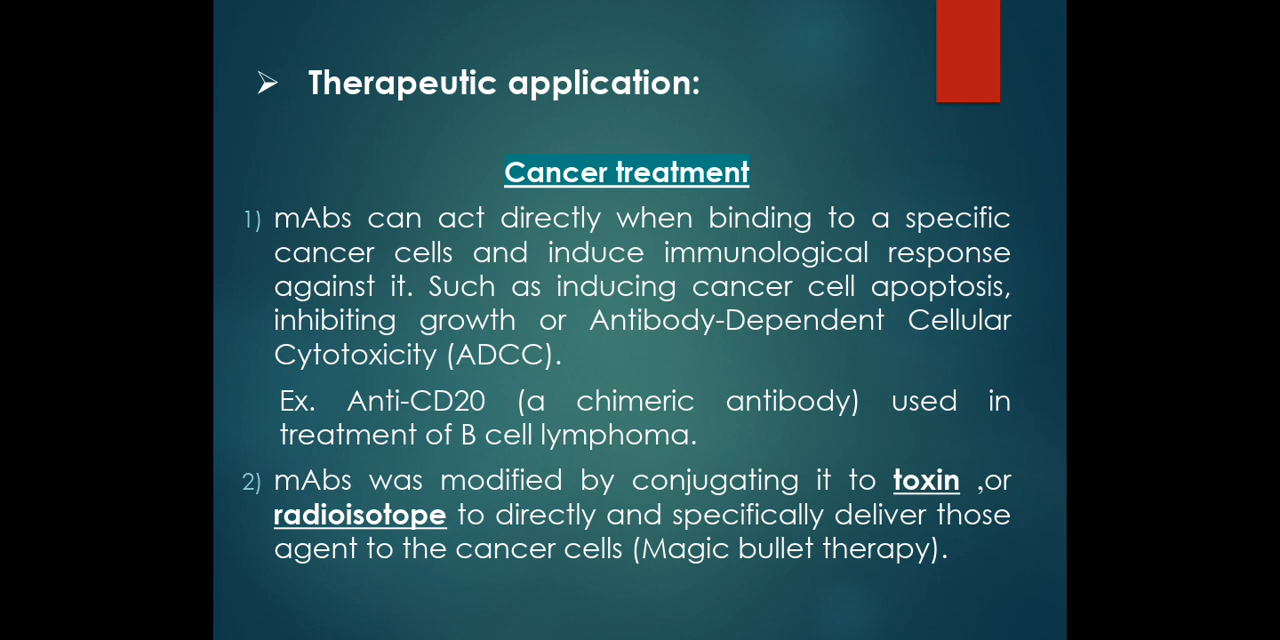 ➢ Therapeutic application:
Cancer treatment
1) mAbs can act directly when binding to a specific
cancer cells and induce immunological response
against it. Such as inducing cancer cell apoptosis,
inhibiting growth or Antibody-Dependent Cellular
Cytotoxicity (ADCC).
Ex. Anti-CD20 (a chimeric antibody) used in
treatment of B cell lymphoma.
2) mAbs was modified by conjugating it to toxin ,or
radioisotope to directly and specifically deliver those
agent to the cancer cells (Magic bullet therapy).